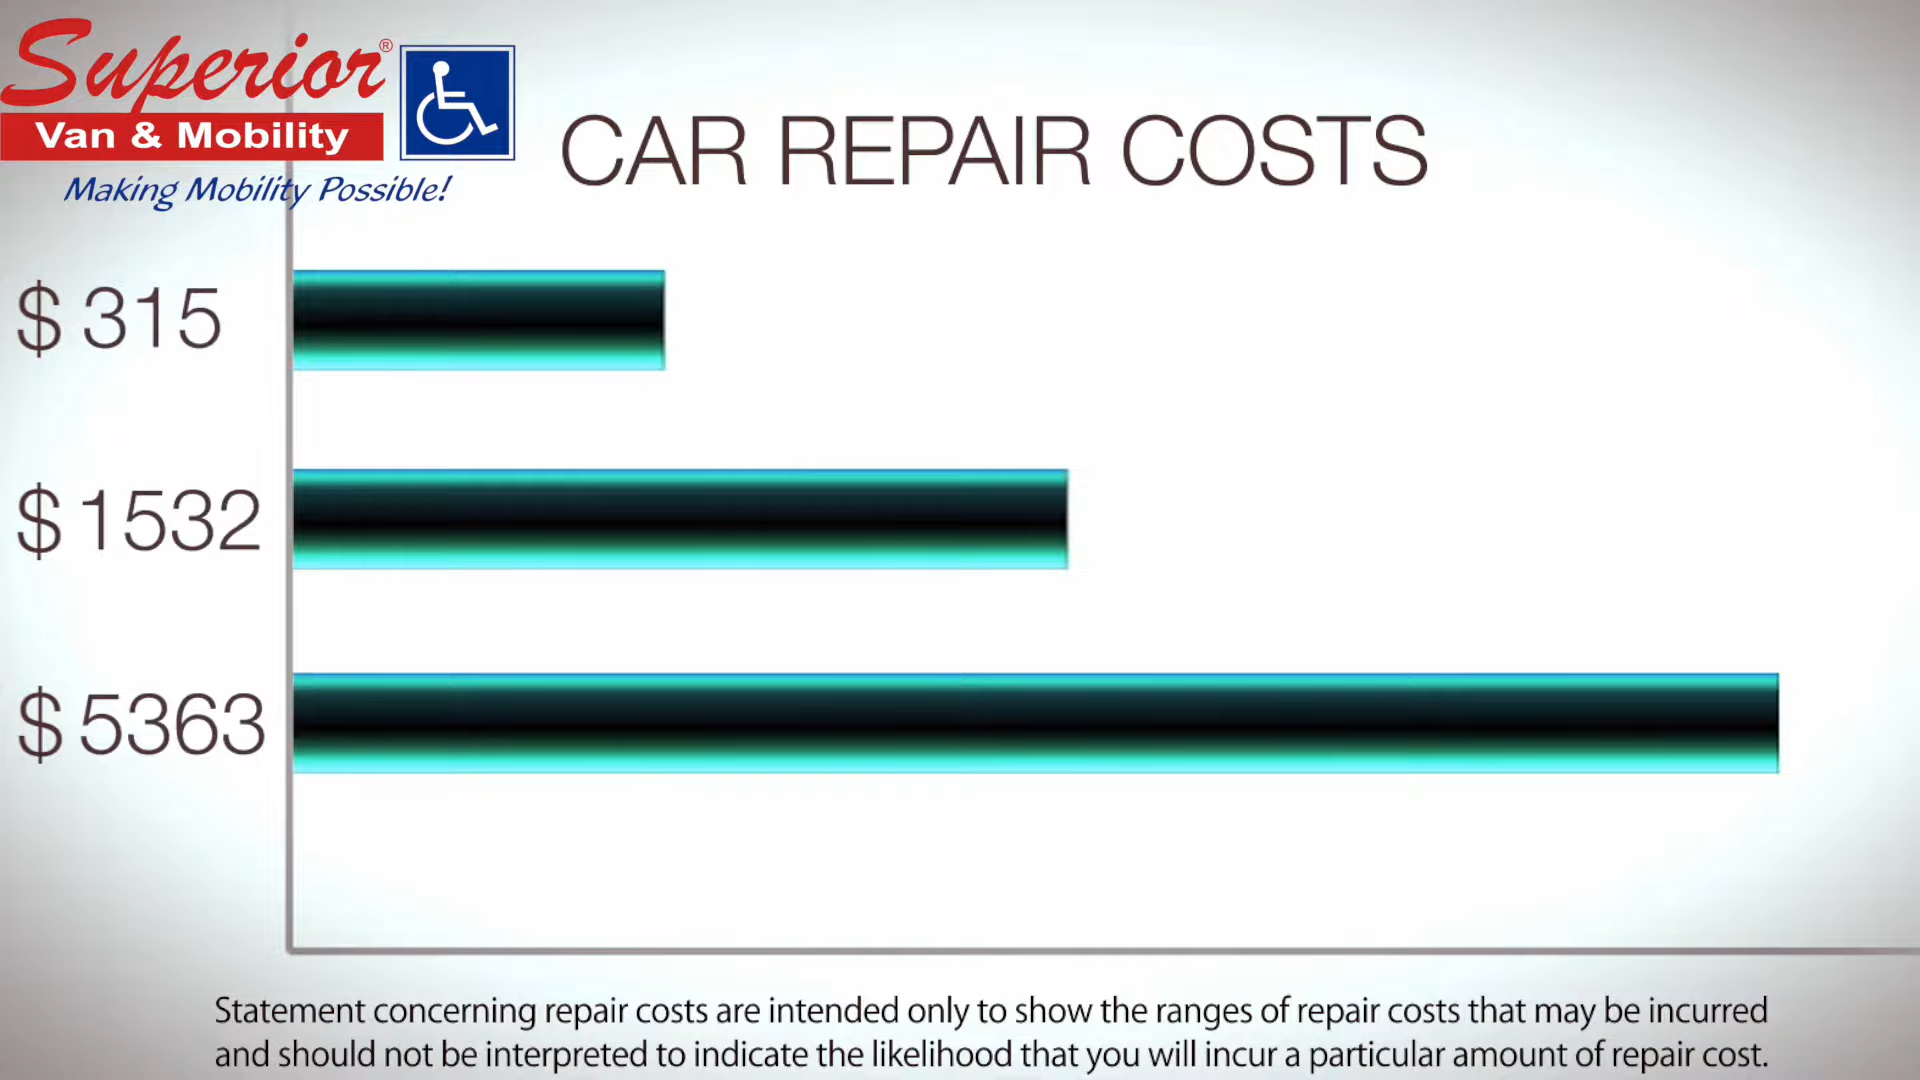 Superior®
Van & Mobility
Making Mobility Possible!
CAR REPAIR COSTS
$ 315
$ 1532
$ 5363
Statement concerning repair costs are intended only to show the ranges of repair costs that may be incurred
and should not be interpreted to indicate the likelihood that you will incur a particular amount of repair cost.